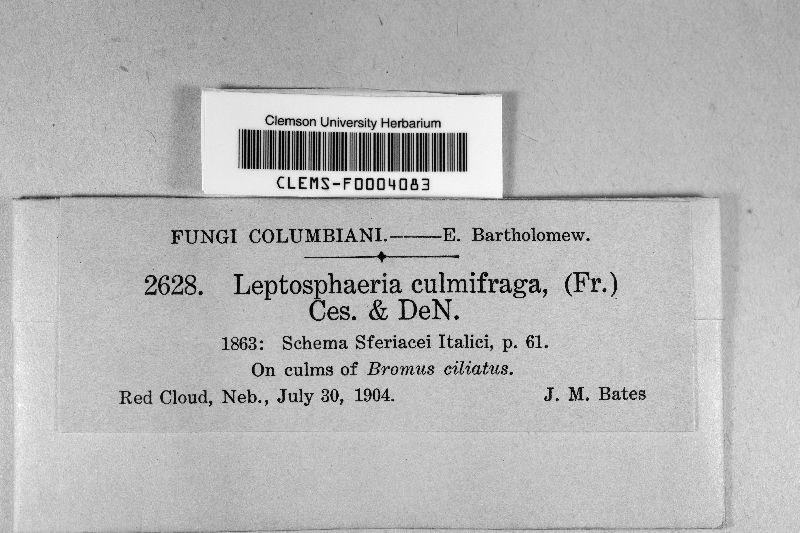 Clemson University Herbarium
CLEMS-F0004083
FUNGI COLUMBIANI.——E. Bartholomew.
2628. Leptosphaeria culmifraga, (Fr.)
Ces. & DeN.
1863: Schema Sferiacei Italici, p. 61.
On culms of Bromus ciliatus.
Red Cloud, Neb., July 30, 1904. J. M. Bates